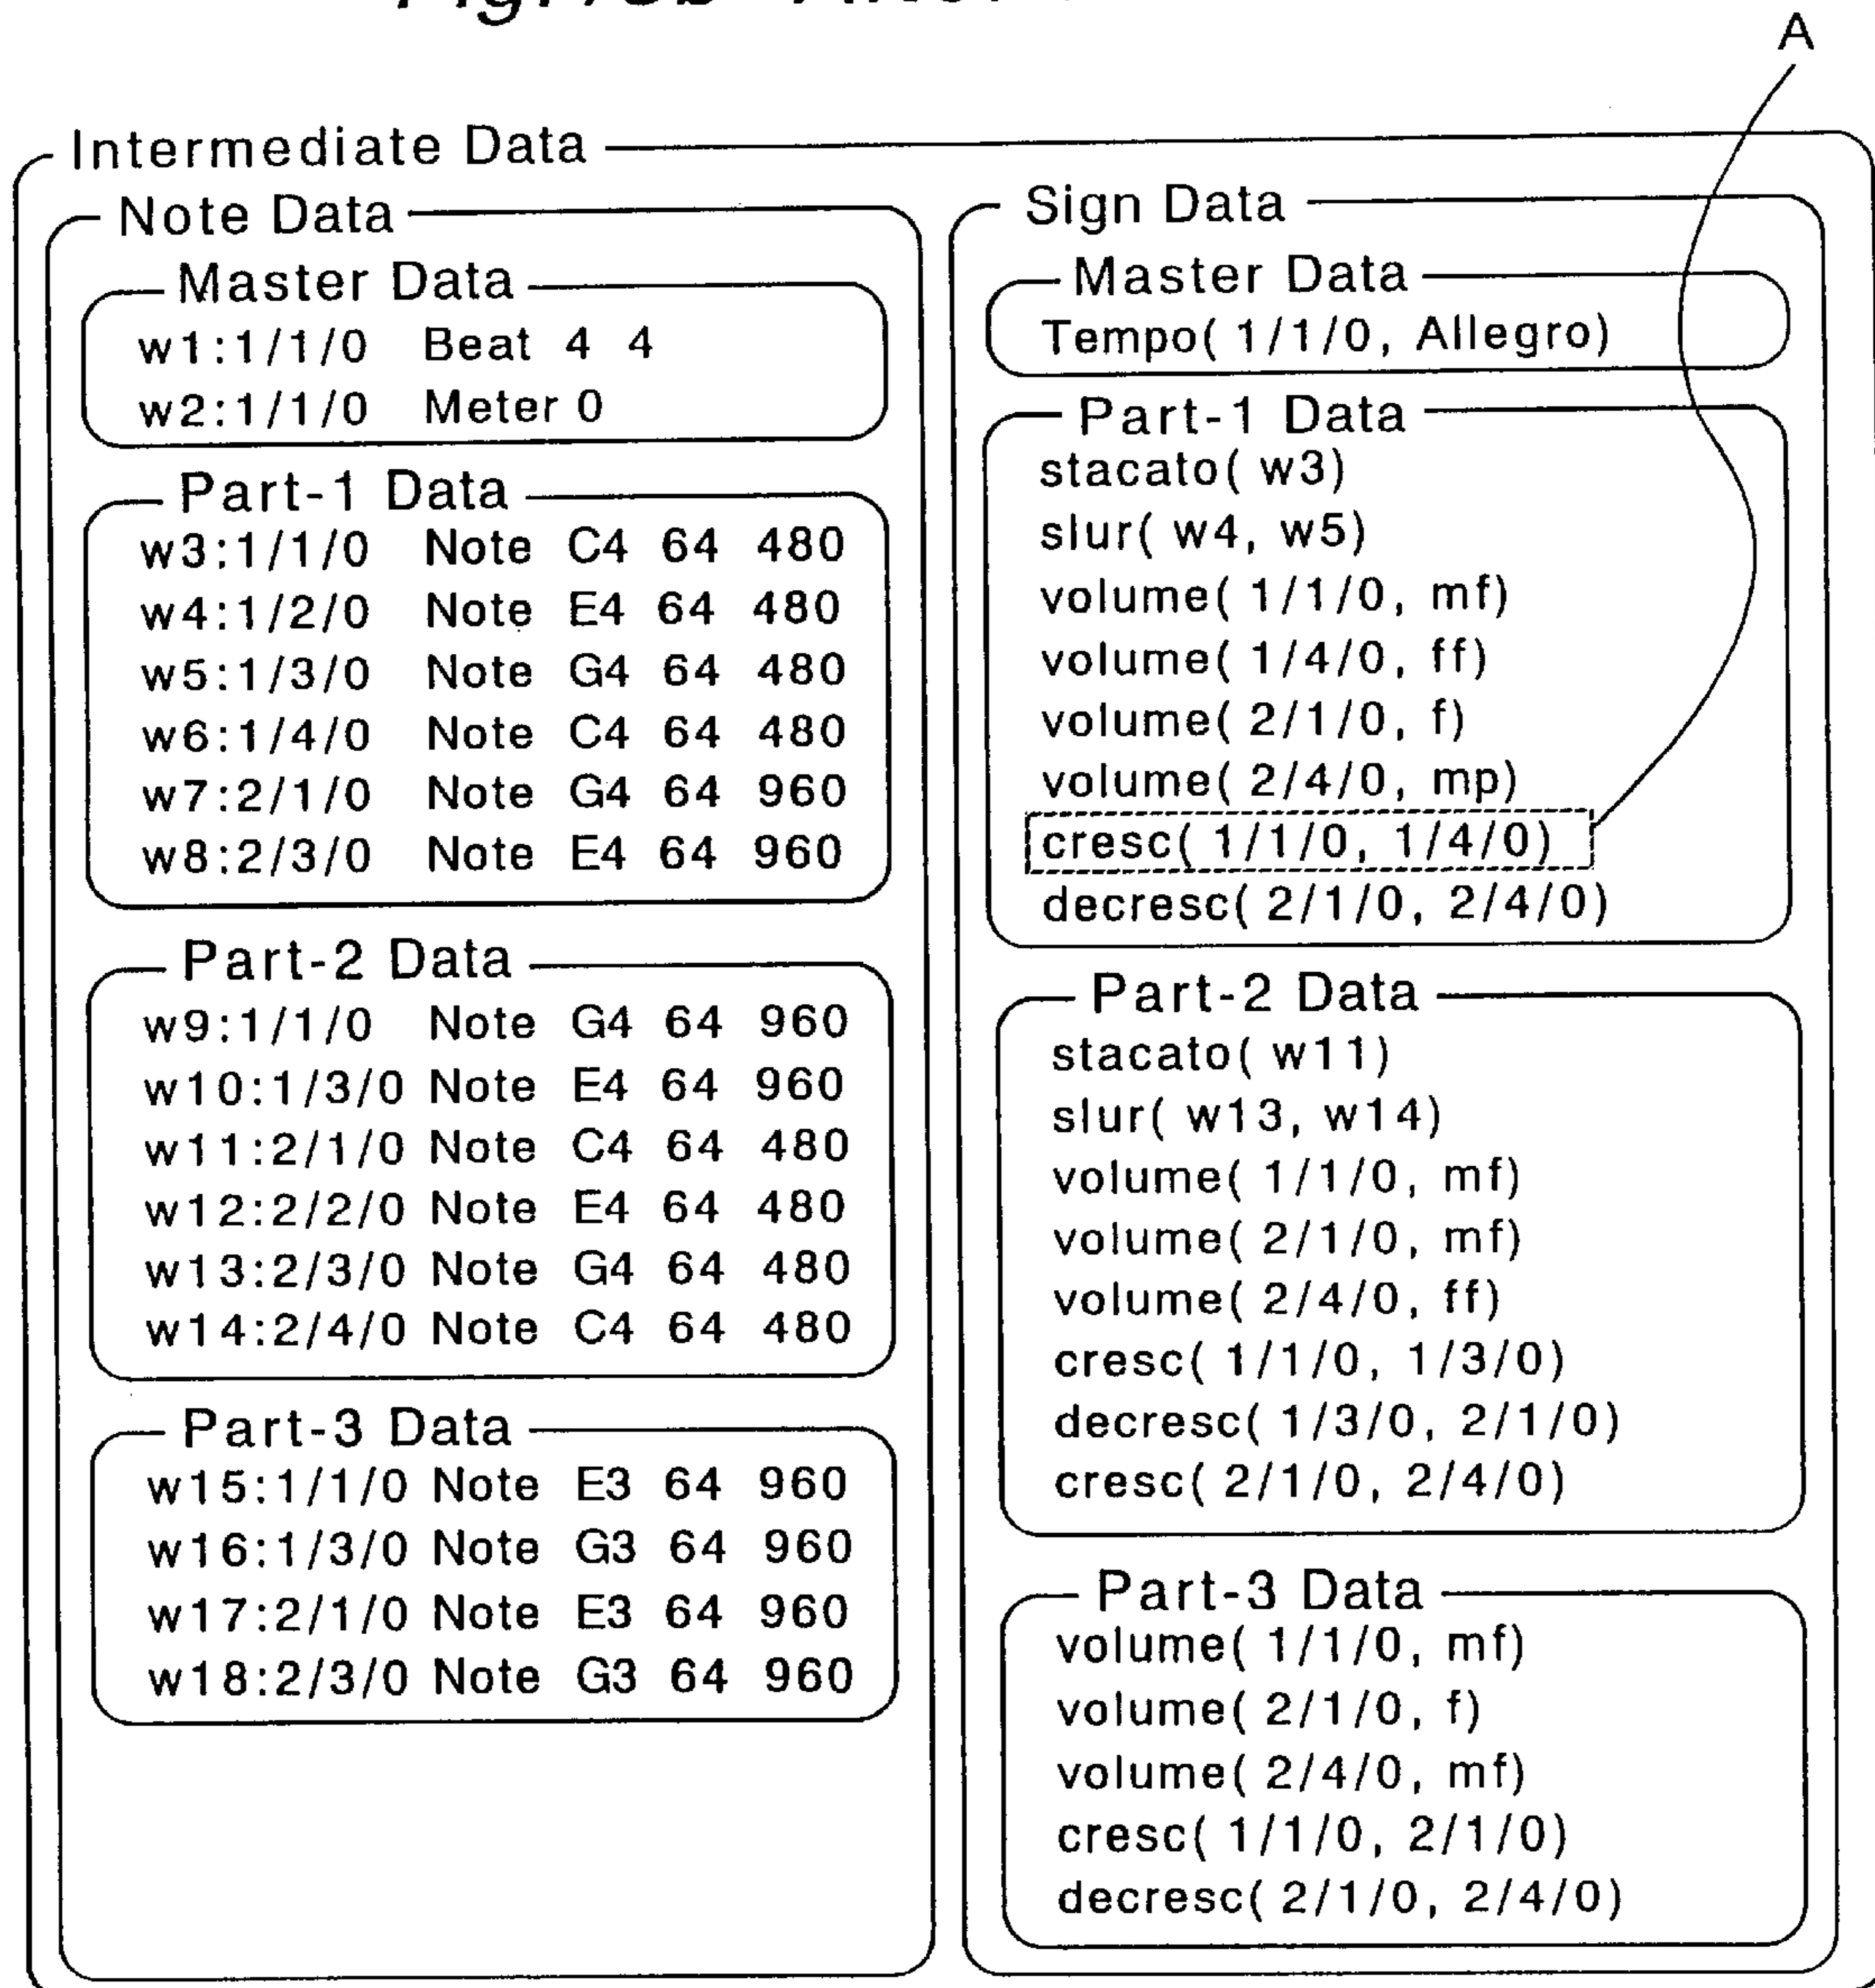 A
Intermediate Data
Note Data
Master Data
w1:1/1/0 Beat 4 4
w2:1/1/0 Meter 0
Part-1 Data
w3:1/1/0 Note C4 64 480
w4:1/2/0 Note E4 64 480
w5:1/3/0 Note G4 64 480
w6:1/4/0 Note C4 64 480
w7:2/1/0 Note G4 64 960
w8:2/3/0 Note E4 64 960
Part-2 Data
w9:1/1/0 Note G4 64 960
w10:1/3/0 Note E4 64 960
w11:2/1/0 Note C4 64 480
w12:2/2/0 Note E4 64 480
w13:2/3/0 Note G4 64 480
w14:2/4/0 Note C4 64 480
Part-3 Data
w15:1/1/0 Note E3 64 960
w16:1/3/0 Note G3 64 960
w17:2/1/0 Note E3 64 960
w18:2/3/0 Note G3 64 960
Sign Data
Master Data
Tempo( 1/1/0, Allegro)
Part-1 Data
stacato( w3)
slur( w4, w5)
volume( 1/1/0, mf)
volume( 1/4/0, ff)
volume( 2/1/0, f)
volume( 2/4/0, mp)
cresc( 1/1/0, 1/4/0)
decresc( 2/1/0, 2/4/0)
Part-2 Data
stacato( w11)
slur( w13, w14)
volume( 1/1/0, mf)
volume( 2/1/0, mf)
volume( 2/4/0, ff)
cresc( 1/1/0, 1/3/0)
decresc( 1/3/0, 2/1/0)
cresc( 2/1/0, 2/4/0)
Part-3 Data
volume( 1/1/0, mf)
volume( 2/1/0, f)
volume( 2/4/0, mf)
cresc( 1/1/0, 2/1/0)
decresc( 2/1/0, 2/4/0)